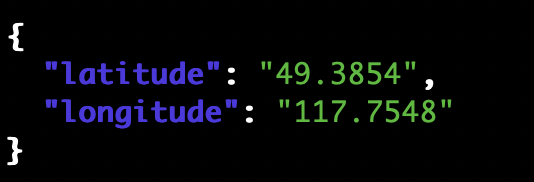 {
  "latitude": "49.3854",
  "longitude": "117.7548"
}